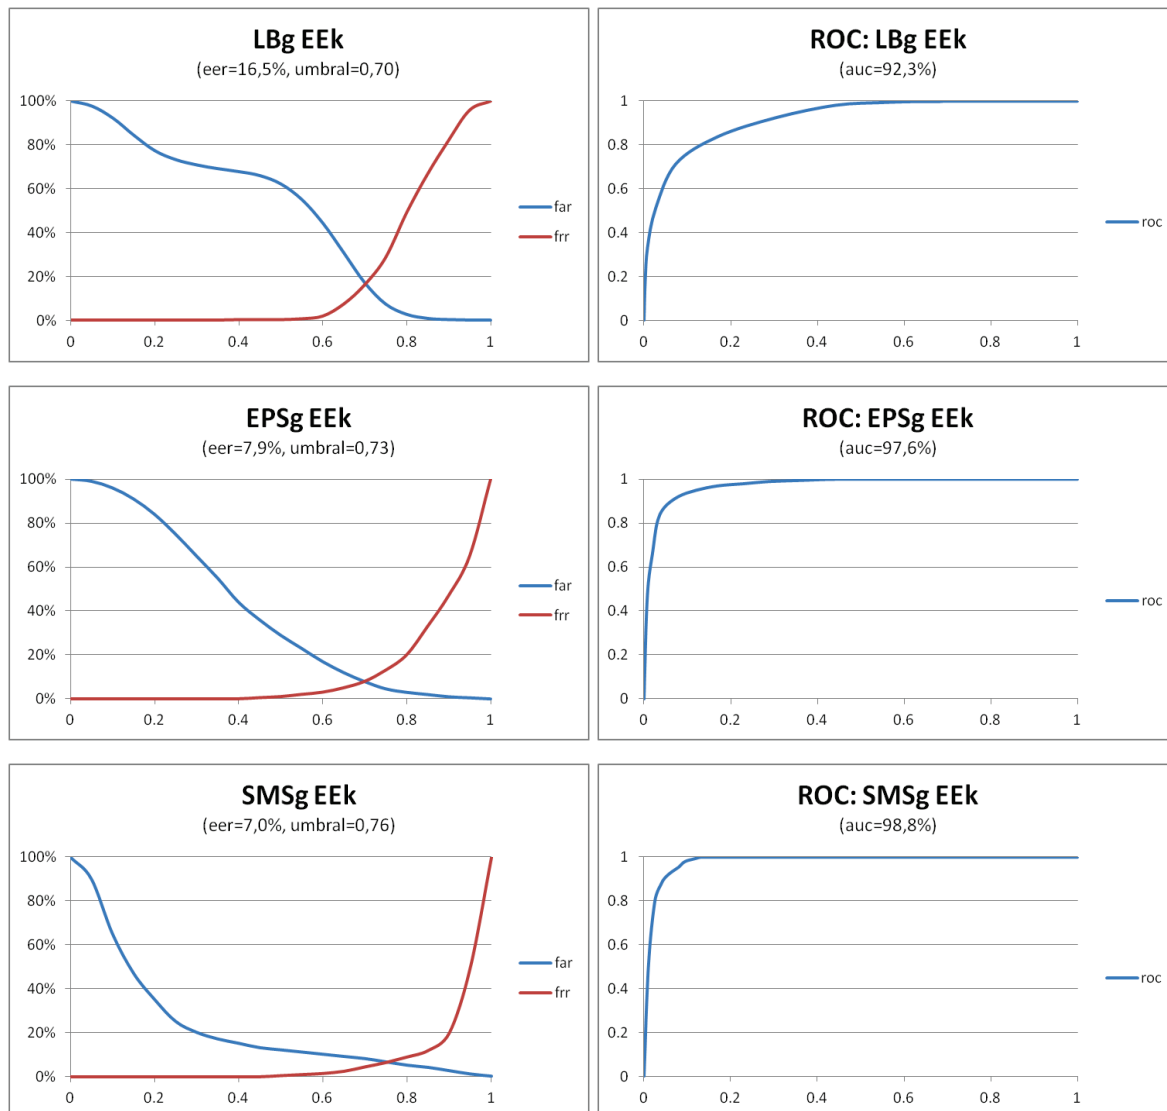 LBg EEk
(eer=16,5%, umbral=0,70)
100%
80%
60%
40%
20%
0%
0 0.2 0.4 0.6 0.8 1
far
frr
ROC: LBg EEk
(auc=92,3%)
1
0.8
0.6
0.4
0.2
0
0 0.2 0.4 0.6 0.8 1
roc
EPSg EEk
(eer=7,9%, umbral=0,73)
100%
80%
60%
40%
20%
0%
0 0.2 0.4 0.6 0.8 1
far
frr
ROC: EPSg EEk
(auc=97,6%)
1
0.8
0.6
0.4
0.2
0
0 0.2 0.4 0.6 0.8 1
roc
SMSg EEk
(eer=7,0%, umbral=0,76)
100%
80%
60%
40%
20%
0%
0 0.2 0.4 0.6 0.8 1
far
frr
ROC: SMSg EEk
(auc=98,8%)
1
0.8
0.6
0.4
0.2
0
0 0.2 0.4 0.6 0.8 1
roc